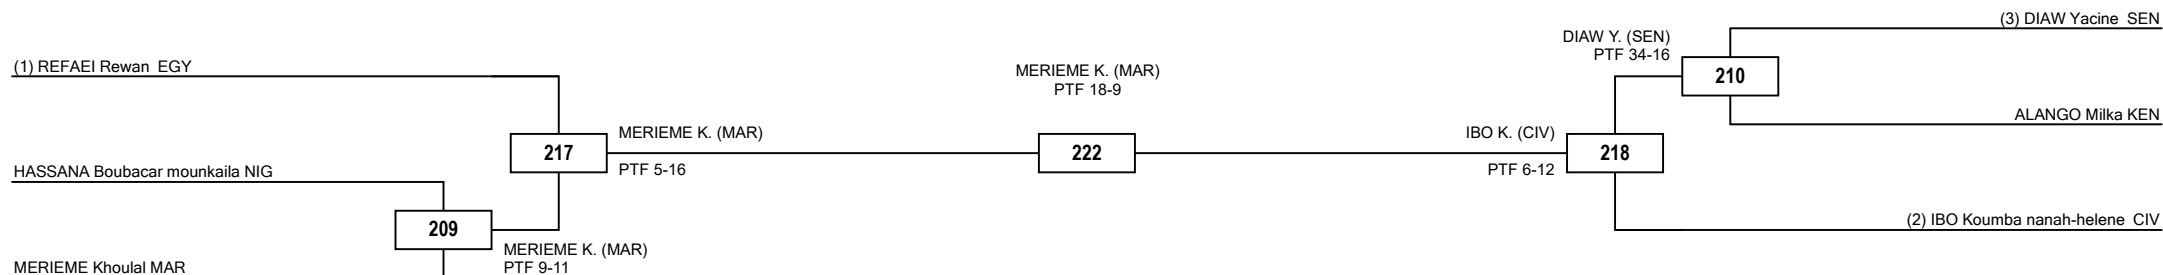 (3) DIAW Yacine  SEN
DIAW Y. (SEN)
PTF 34-16
(1) REFAEI Rewan  EGY
MERIEME K. (MAR)
PTF 18-9
210
ALANGO Milka KEN
MERIEME K. (MAR)
IBO K. (CIV)
217
222
218
PTF 5-16
PTF 6-12
HASSANA Boubacar mounkaila NIG
(2) IBO Koumba nanah-helene  CIV
209
MERIEME K. (MAR)
PTF 9-11
MERIEME Khoulal MAR